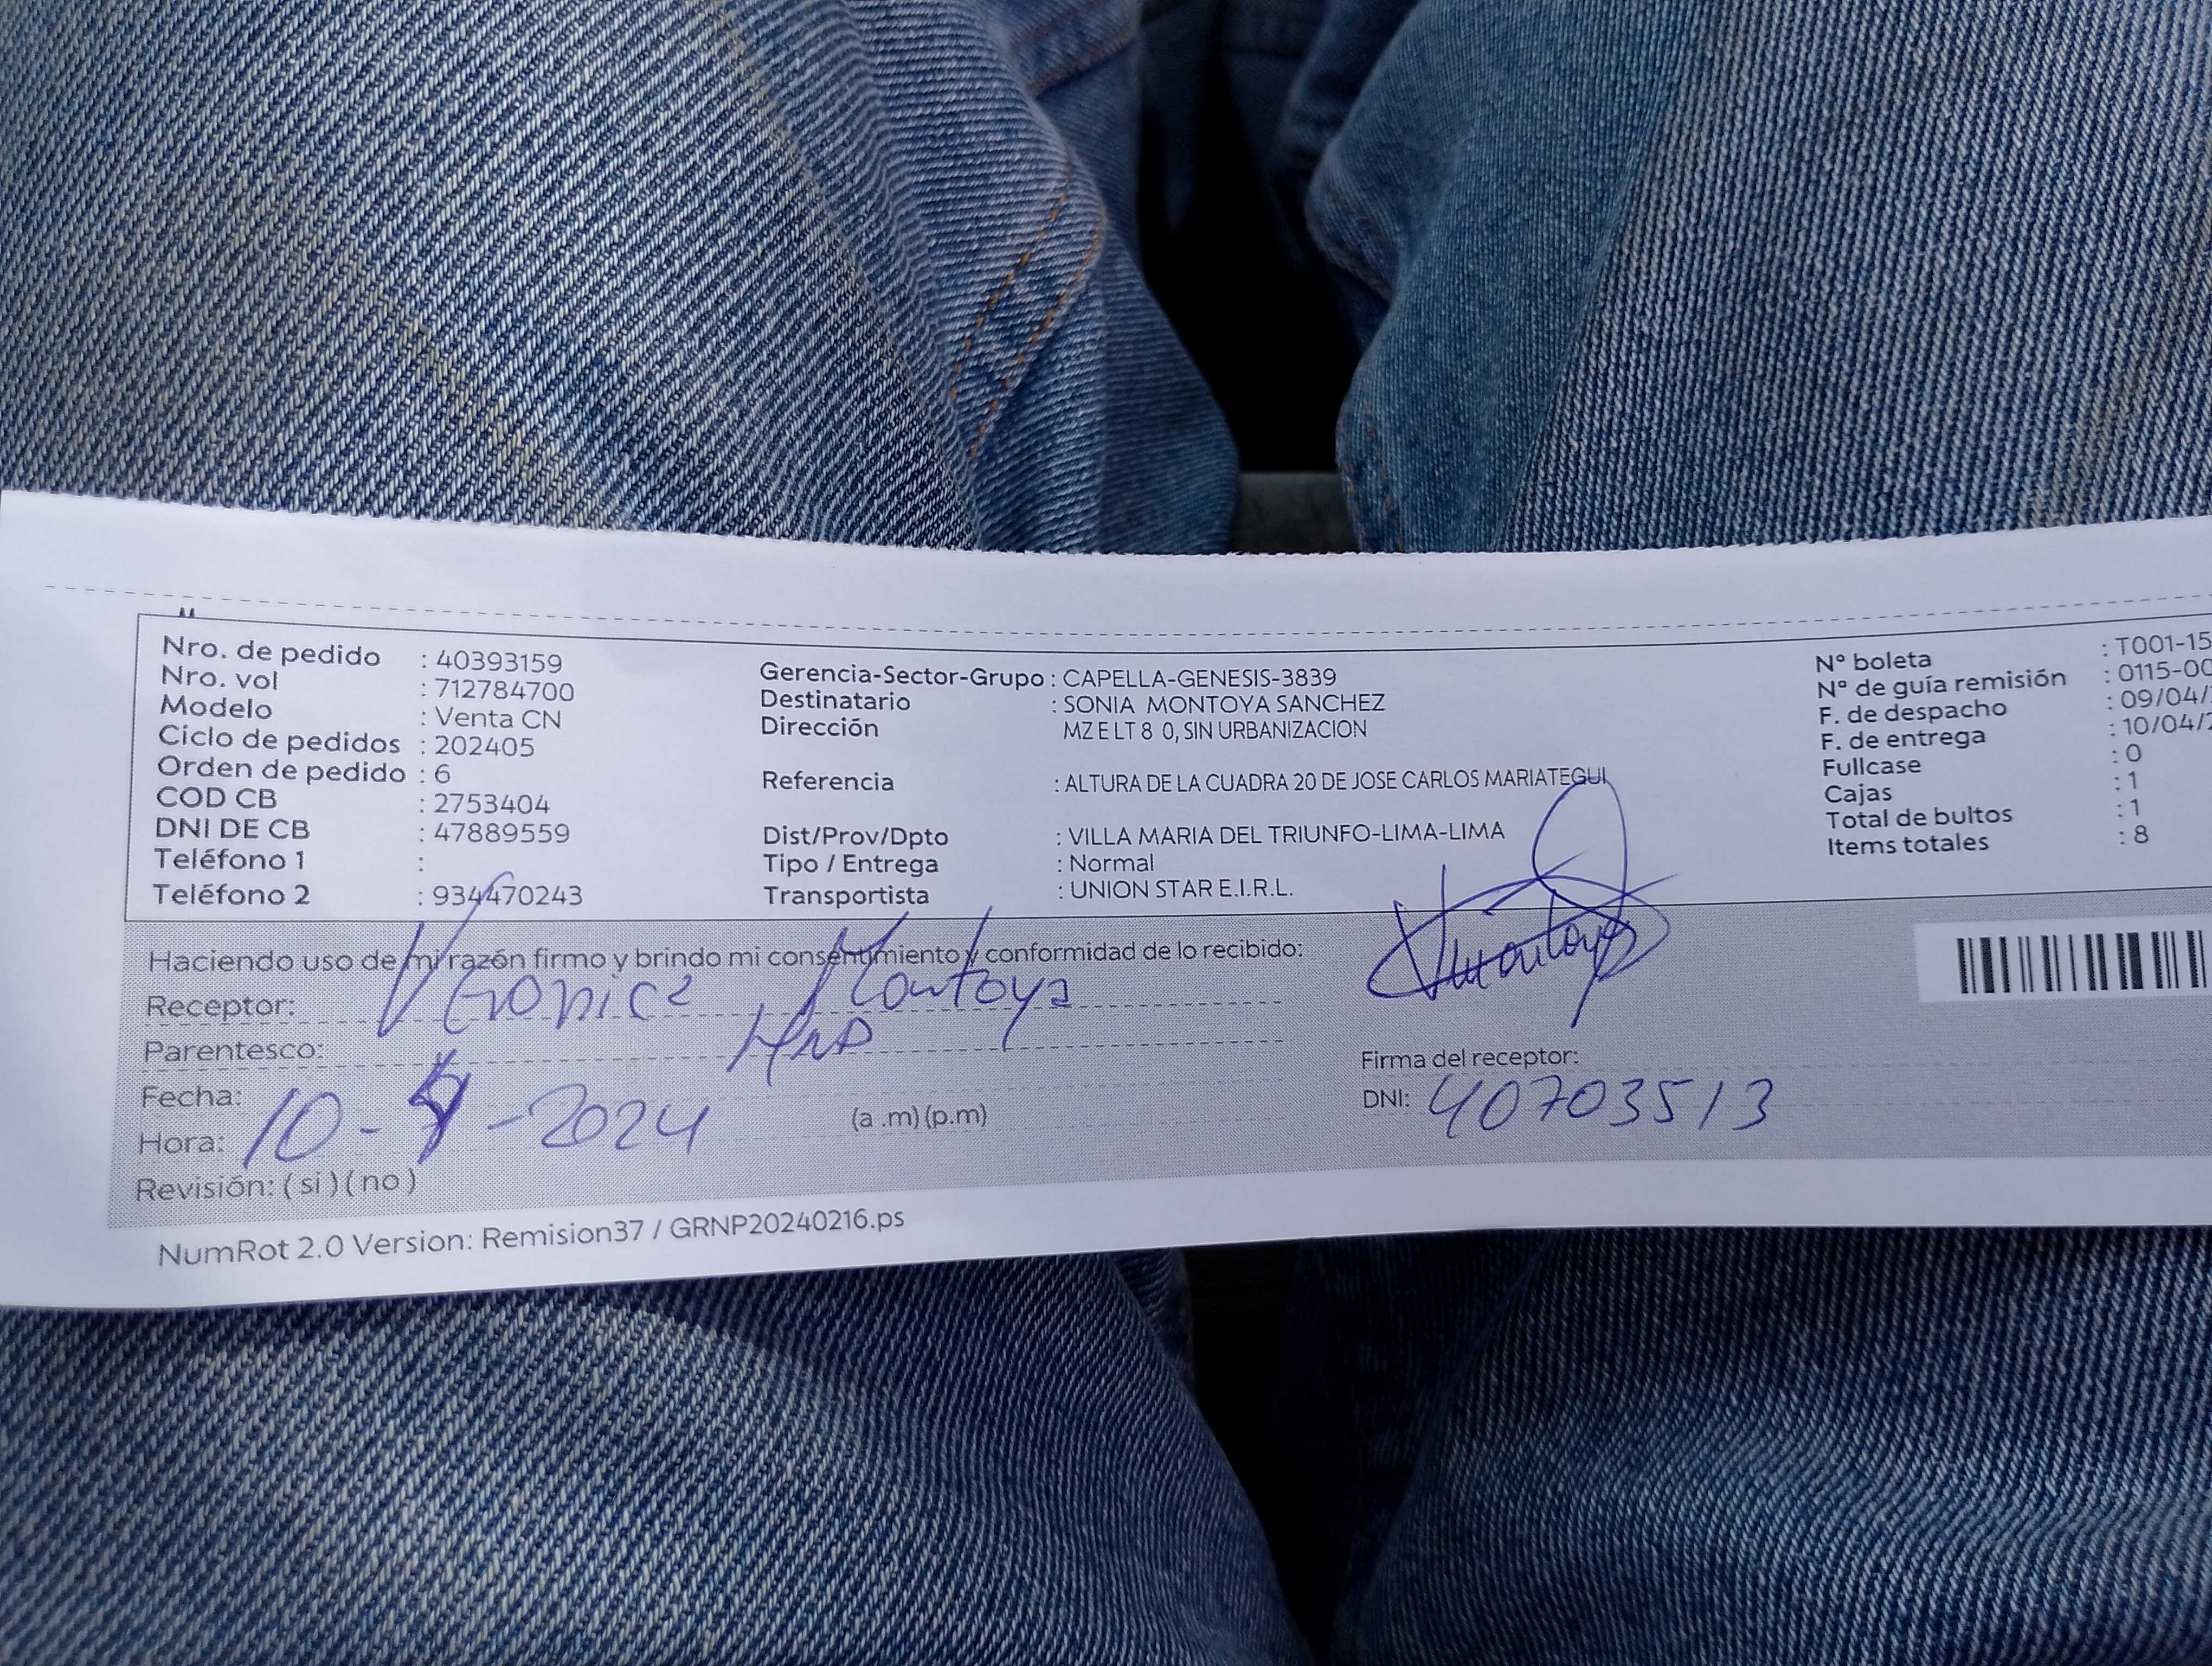 Nro. de pedido : 40393159
Nro. vol : 712784700
Modelo : Venta CN
Ciclo de pedidos : 202405
Orden de pedido : 6
COD CB : 2753404
DNI DE CB : 47889559
Teléfono 1 :
Teléfono 2 : 934470243
Gerencia-Sector-Grupo : CAPELLA-GENESIS-3839
Destinatario : SONIA MONTOYA SANCHEZ
Dirección MZ E LT 8 0, SIN URBANIZACION
Referencia : ALTURA DE LA CUADRA 20 DE JOSE CARLOS MARIATEGUI
Dist/Prov/Dpto : VILLA MARIA DEL TRIUNFO-LIMA-LIMA
Tipo / Entrega : Normal
Transportista : UNION STAR E.I.R.L.
N° boleta : T001-15
N° de guía remisión : 0115-00
F. de despacho : 09/04/
F. de entrega : 10/04/
Fullcase : 0
Cajas : 1
Total de bultos : 1
Items totales : 8
Haciendo uso de mi razón firmo y brindo mi consentimiento y conformidad de lo recibido:
Receptor: Veronica Montoya
Parentesco:
Fecha: 10-4-2024
Hora: (a .m) (p.m)
Revisión: ( si ) ( no )
Firma del receptor:
DNI: 40703513
NumRot 2.0 Version: Remision37 / GRNP20240216.ps